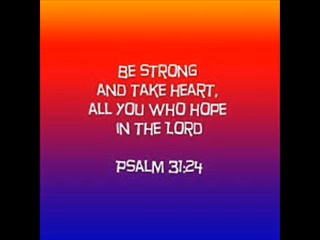 BE STRONG
AND TAKE HEART,
ALL YOU WHO HOPE
IN THE LORD
PSALM 31:24